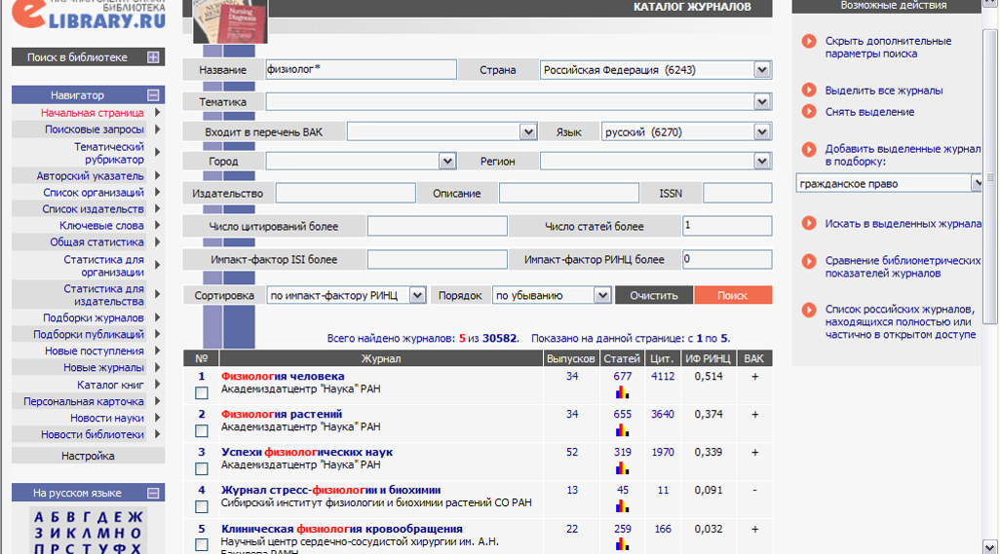 НАУЧНАЯ ЭЛЕКТРОННАЯ
БИБЛИОТЕКА
eLIBRARY.RU
Поиск в библиотеке
Навигатор
Начальная страница
Поисковые запросы
Тематический
рубрикатор
Авторский указатель
Список организаций
Список издательств
Ключевые слова
Общая статистика
Статистика для
организации
Статистика для
издательства
Подборки журналов
Подборки публикаций
Новые поступления
Новые журналы
Каталог книг
Персональная карточка
Новости науки
Новости библиотеки
Настройка
На русском языке
А Б В Г Д Е Ж
З И К Л М Н О
П Р С Т У Ф Х
Nursing
Diagnosis
КАТАЛОГ ЖУРНАЛОВ
Название физиолог* Страна Российская Федерация (6243)
Тематика
Входит в перечень ВАК Язык русский (6270)
Город Регион
Издательство Описание ISSN
Число цитирований более Число статей более 1
Импакт-фактор ISI более Импакт-фактор РИНЦ более 0
Сортировка по импакт-фактору РИНЦ Порядок по убыванию Очистить Поиск
Всего найдено журналов: 5 из 30582. Показано на данной странице: с 1 по 5.
№ Журнал Выпусков Статей Цит. ИФ РИНЦ ВАК
1 Физиология человека 34 677 4112 0,514 +
Академиздатцентр "Наука" РАН
2 Физиология растений 34 655 3640 0,374 +
Академиздатцентр "Наука" РАН
3 Успехи физиологических наук 52 319 1970 0,339 +
Академиздатцентр "Наука" РАН
4 Журнал стресс-физиологии и биохимии 13 45 11 0,091 -
Сибирский институт физиологии и биохимии растений СО РАН
5 Клиническая физиология кровообращения 22 259 166 0,032 +
Научный центр сердечно-сосудистой хирургии им. А.Н.
Бакулева РАМН
Возможные действия
Скрыть дополнительные
параметры поиска
Выделить все журналы
Снять выделение
Добавить выделенные журнал
в подборку:
гражданское право
Искать в выделенных журнала
Сравнение библиометрических
показателей журналов
Список российских журналов,
находящихся полностью или
частично в открытом доступе